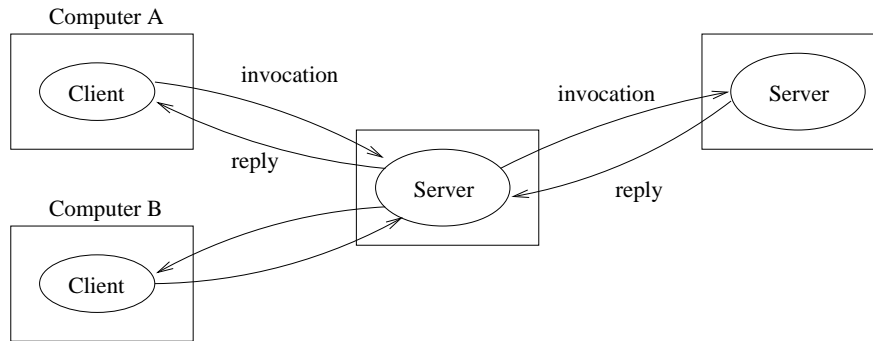 Computer A
Client
invocation
reply
Server
invocation
reply
Server
Computer B
Client